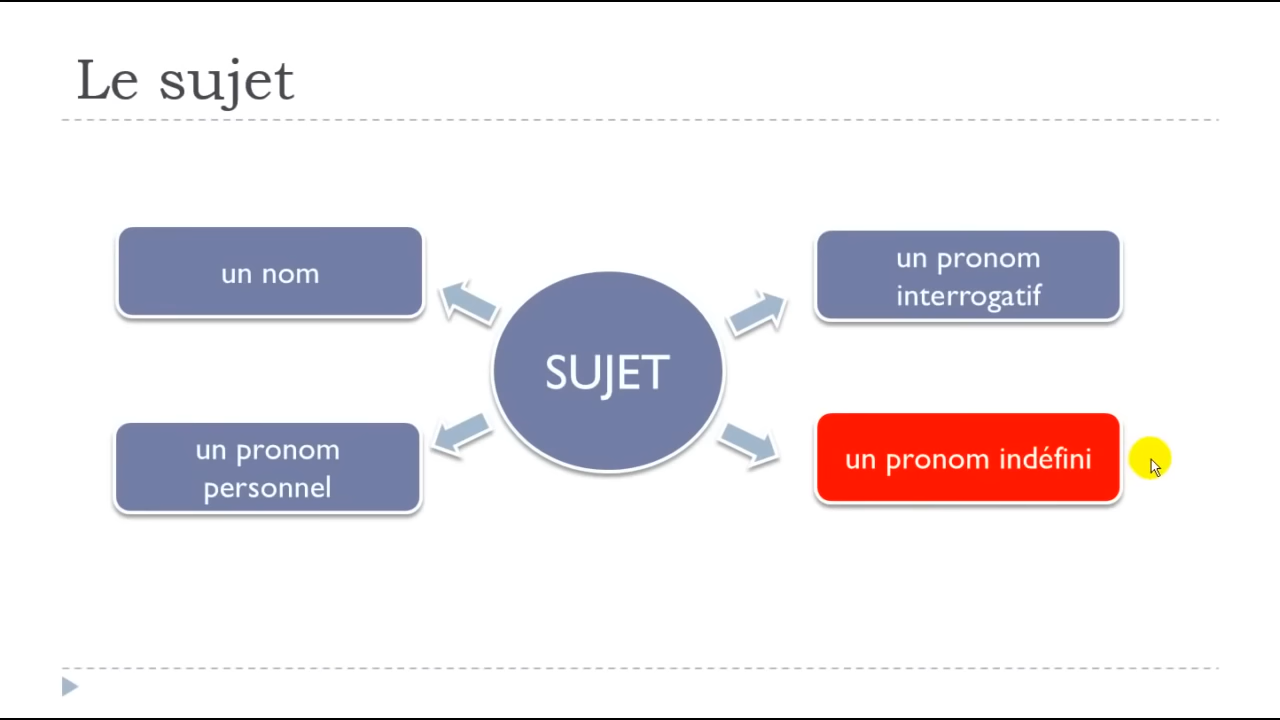 Le sujet
un nom
un pronom
interrogatif
SUJET
un pronom
personnel
un pronom indéfini